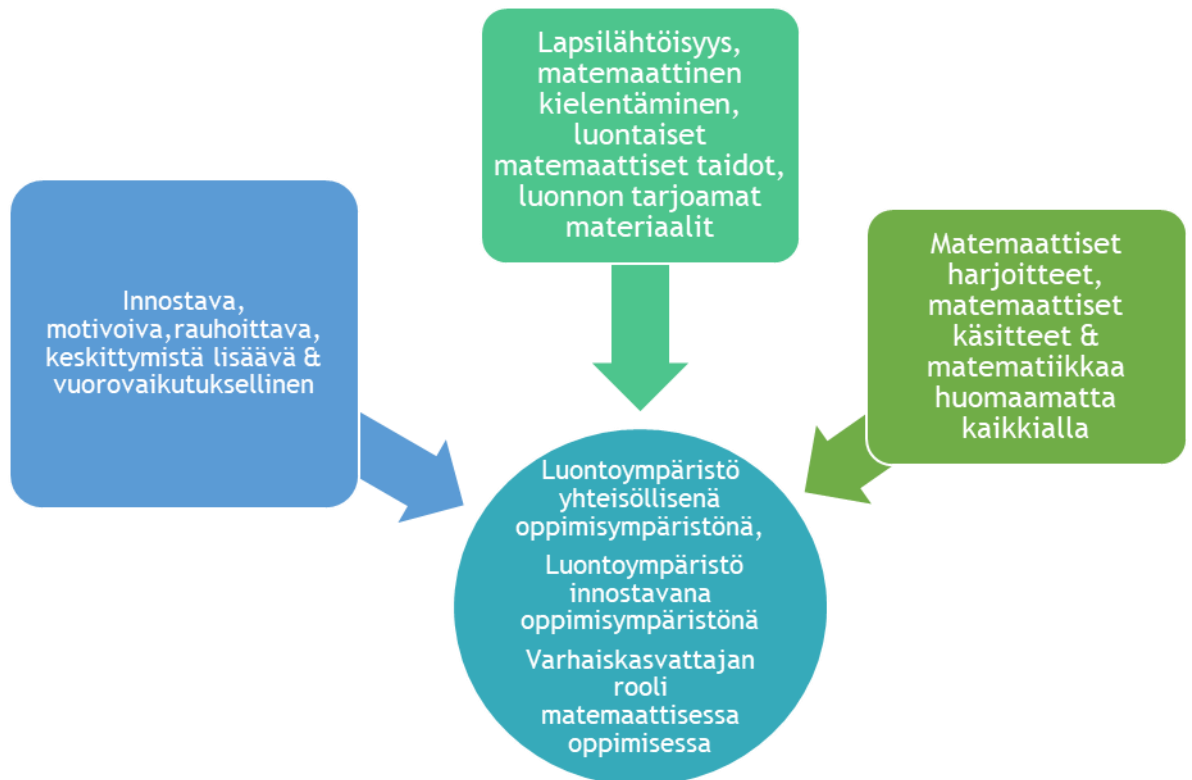 Lapsilähtöisyys,
matemaattinen
kielentäminen,
luontaiset
matemaattiset taidot,
luonnon tarjoamat
materiaalit
Innostava,
motivoiva,rauhoittava,
keskittymistä lisäävä &
vuorovaikutuksellinen
Matemaattiset
harjoitteet,
matemaattiset
käsitteet &
matematiikkaa
huomaamatta
kaikkialla
Luontoympäristö
yhteisöllisenä
oppimisympäristönä,
Luontoympäristö
innostavana
oppimisympäristönä
Varhaiskasvattajan
rooli
matemaattisessa
oppimisessa